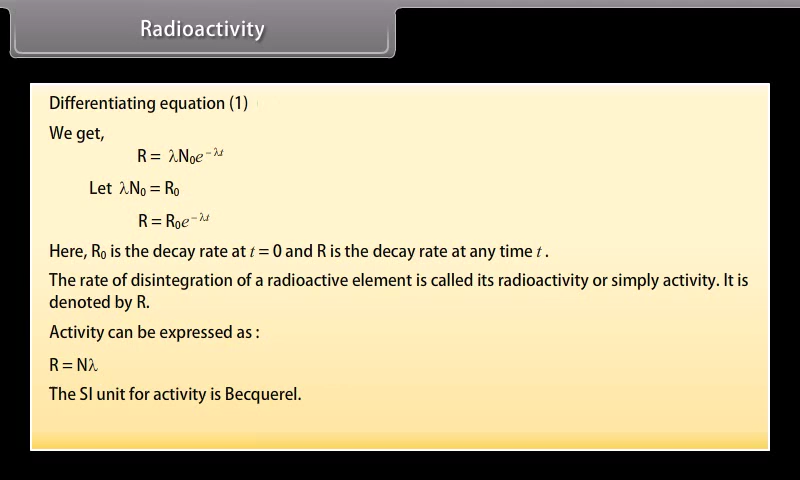 Radioactivity
Differentiating equation (1)
We get,
R = λN₀e⁻λt
Let λN₀ = R₀
R = R₀e⁻λt
Here, R₀ is the decay rate at t = 0 and R is the decay rate at any time t .
The rate of disintegration of a radioactive element is called its radioactivity or simply activity. It is
denoted by R.
Activity can be expressed as :
R = Nλ
The SI unit for activity is Becquerel.